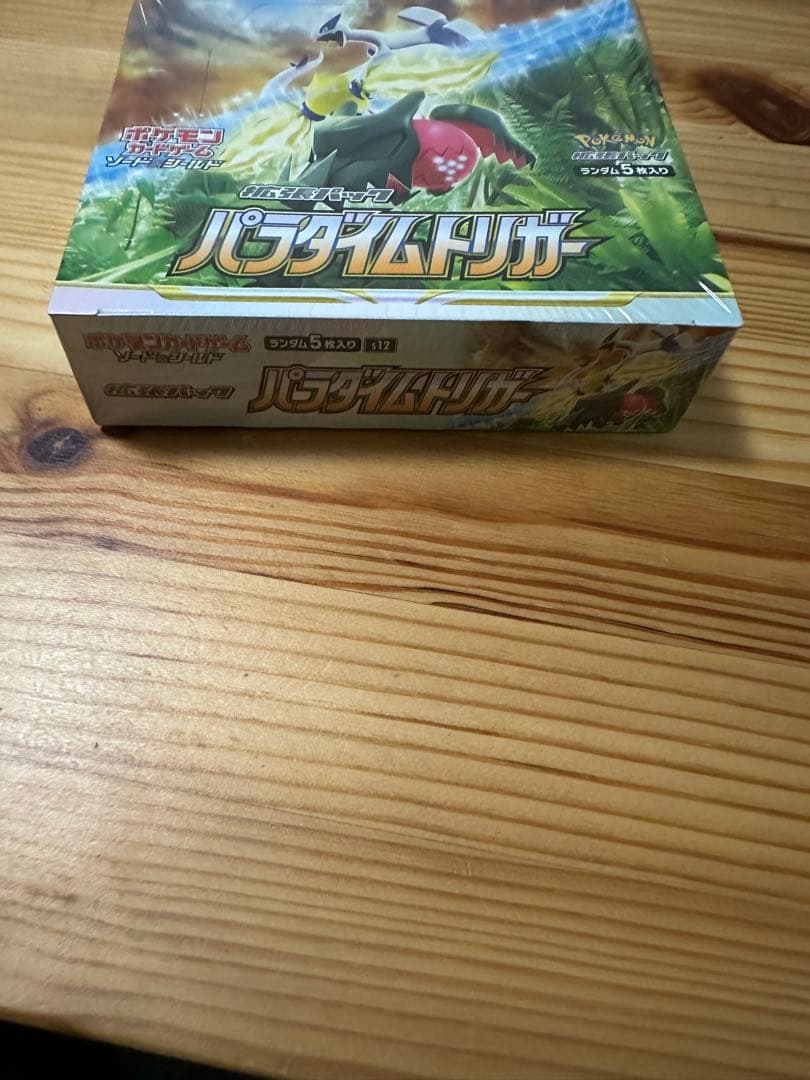 ポケモン
カードゲーム
ソード&シールド
POKÉMON
拡張パック
ランダム5枚入り
拡張パック
パラダイムトリガー
ポケモンカードゲーム
ソード&シールド
ランダム5枚入り s12
拡張パック
パラダイムトリガー